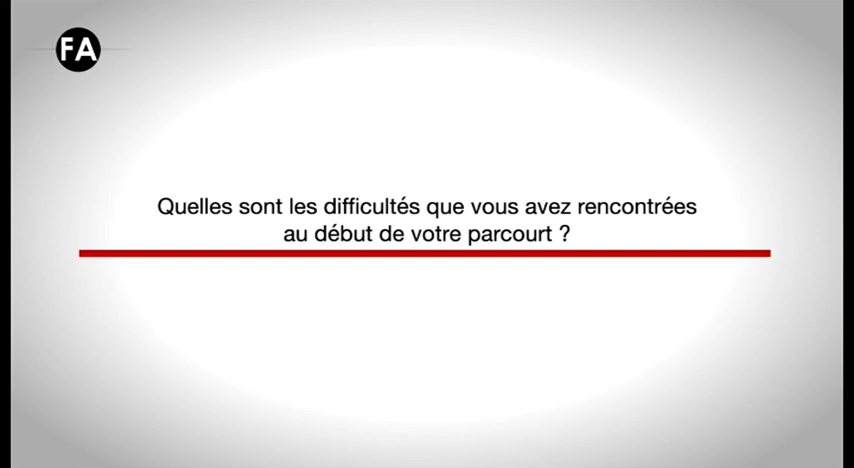 FA
Quelles sont les difficultés que vous avez rencontrées
au début de votre parcourt ?